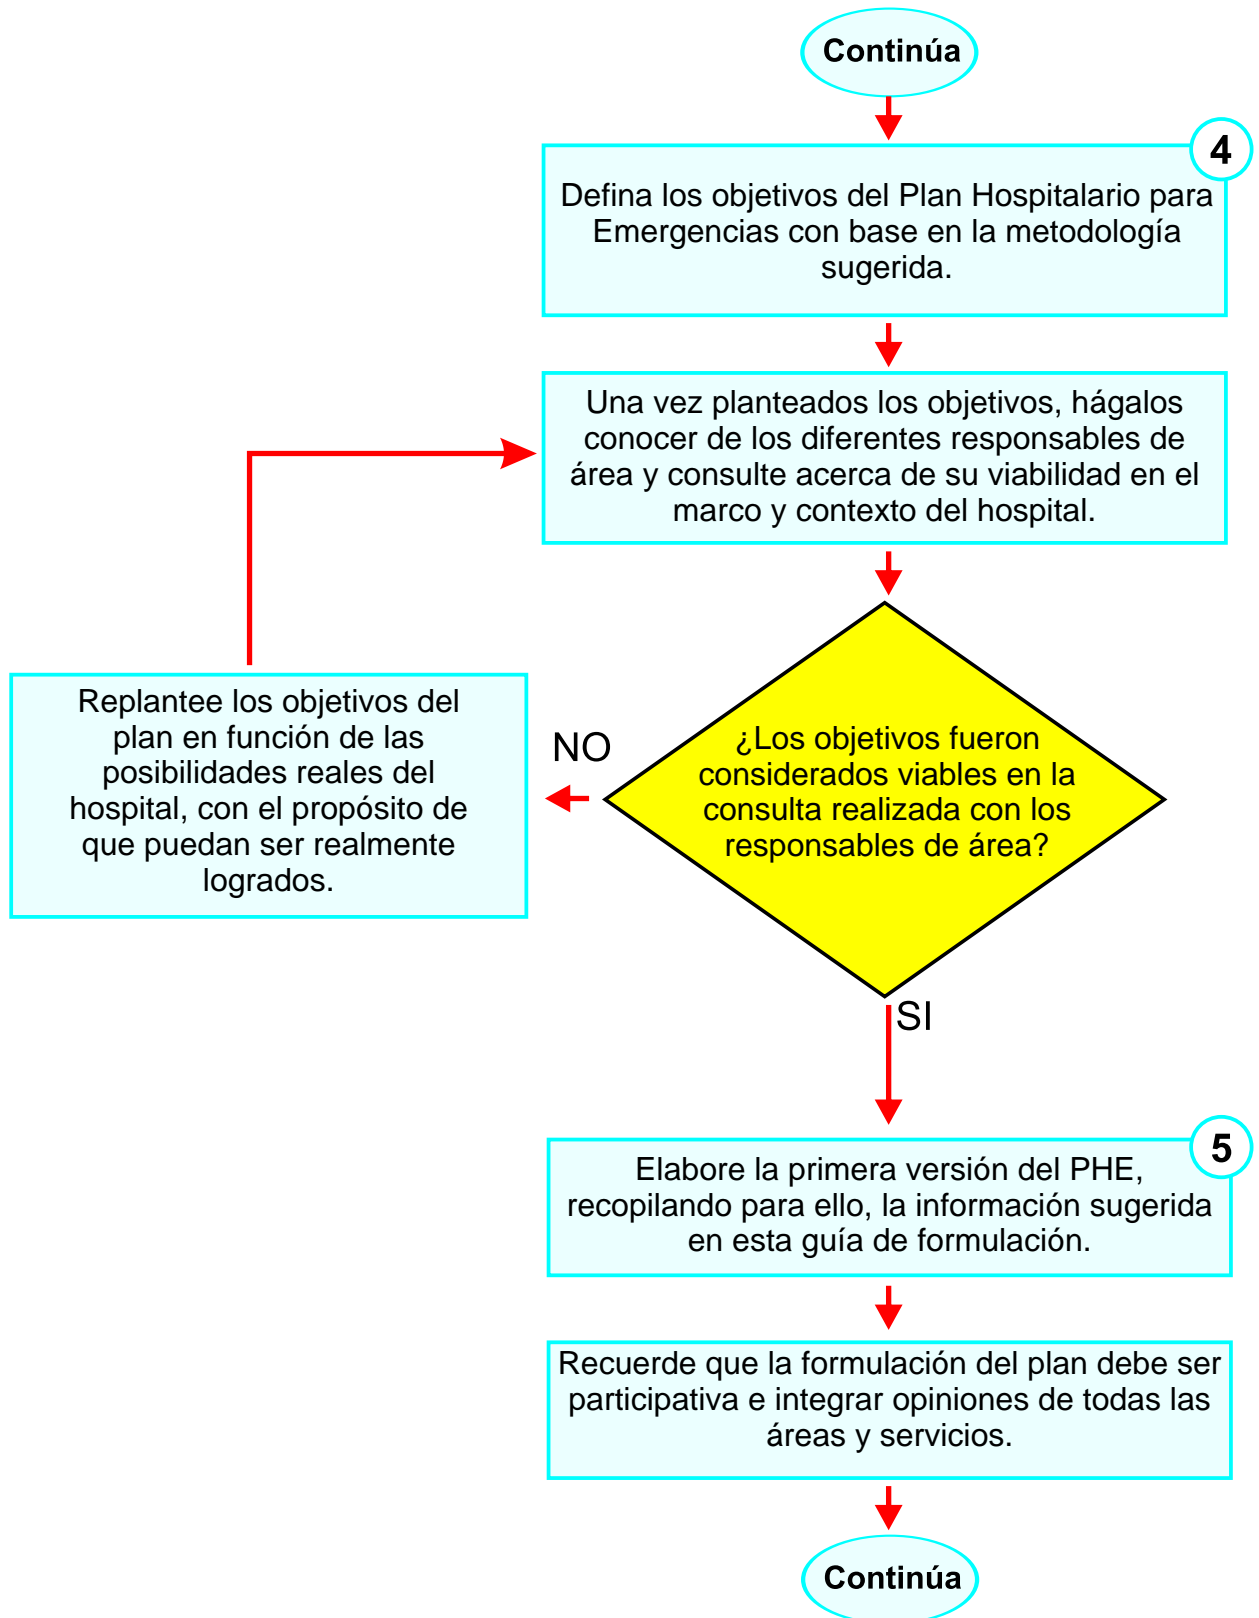 Continúa
4
Defina los objetivos del Plan Hospitalario para
Emergencias con base en la metodología
sugerida.
Una vez planteados los objetivos, hágalos
conocer de los diferentes responsables de
área y consulte acerca de su viabilidad en el
marco y contexto del hospital.
¿Los objetivos fueron
considerados viables en la
consulta realizada con los
responsables de área?
NO
Replantee los objetivos del
plan en función de las
posibilidades reales del
hospital, con el propósito de
que puedan ser realmente
logrados.
SI
5
Elabore la primera versión del PHE,
recopilando para ello, la información sugerida
en esta guía de formulación.
Recuerde que la formulación del plan debe ser
participativa e integrar opiniones de todas las
áreas y servicios.
Continúa